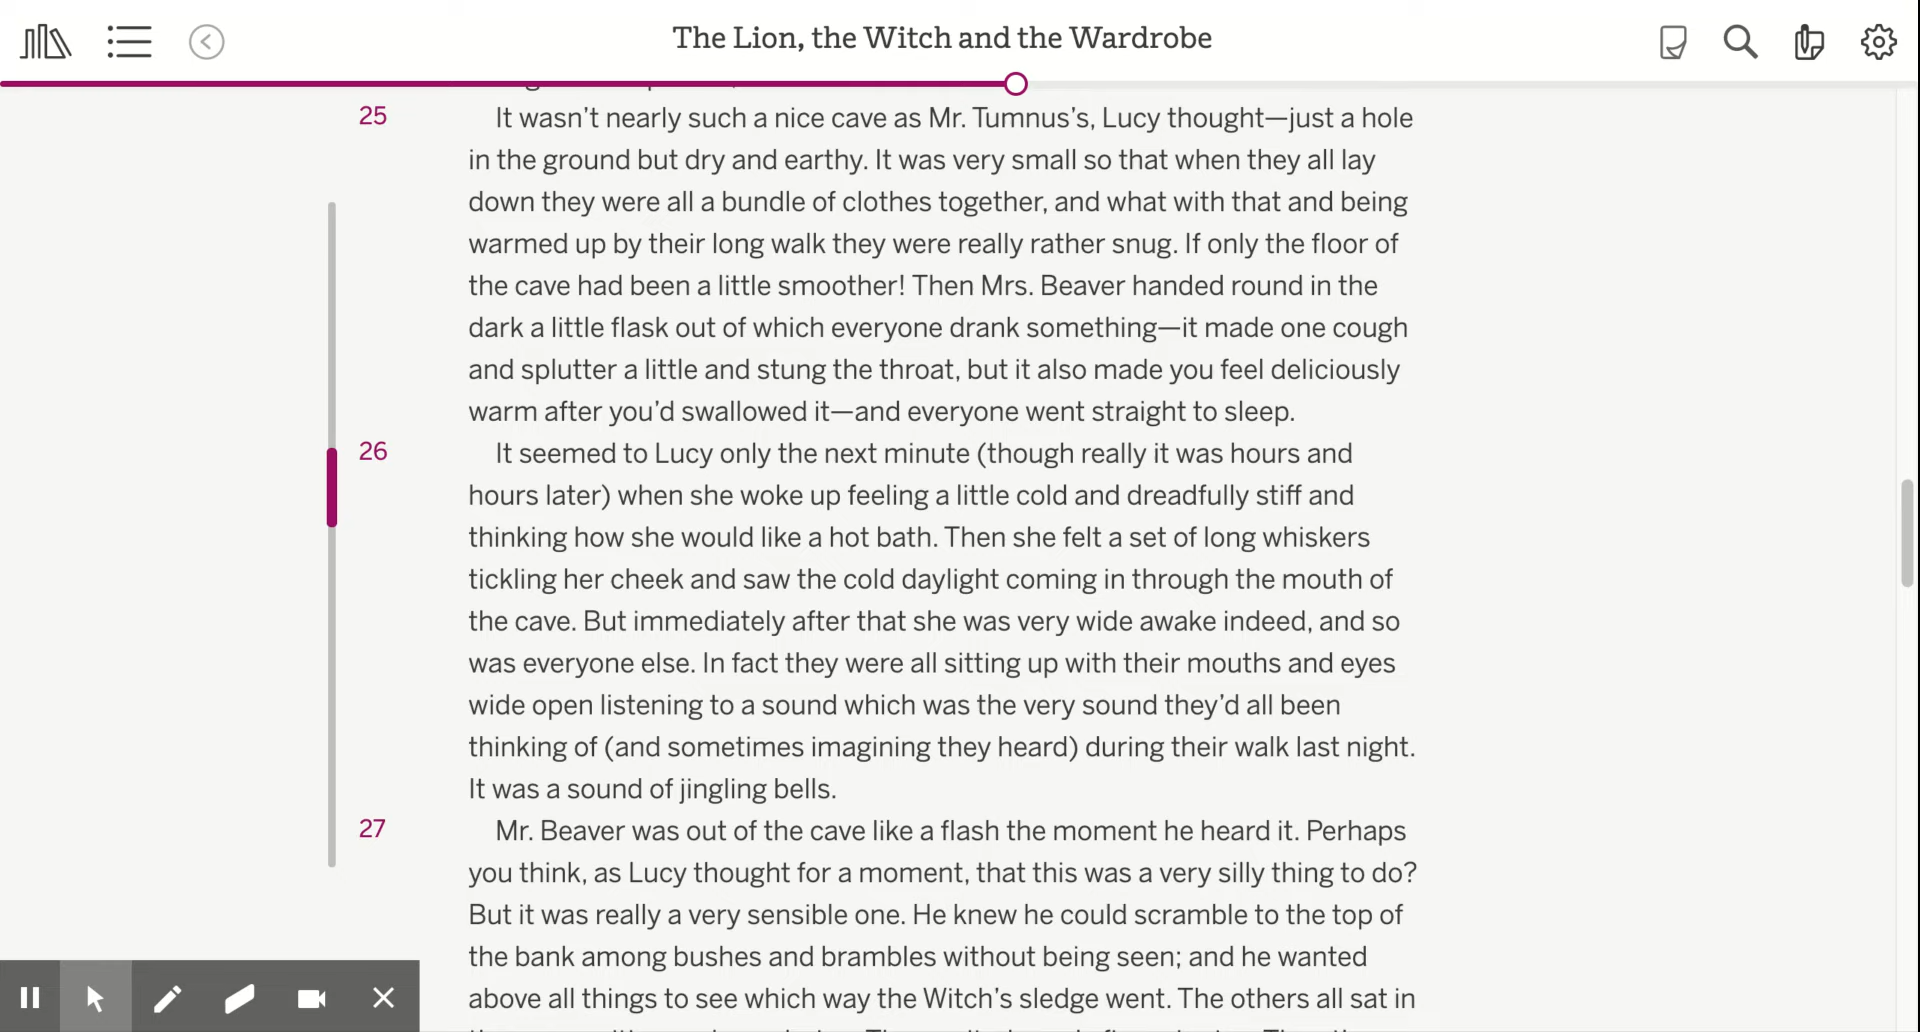 The Lion, the Witch and the Wardrobe
25
It wasn’t nearly such a nice cave as Mr. Tumnus’s, Lucy thought—just a hole
in the ground but dry and earthy. It was very small so that when they all lay
down they were all a bundle of clothes together, and what with that and being
warmed up by their long walk they were really rather snug. If only the floor of
the cave had been a little smoother! Then Mrs. Beaver handed round in the
dark a little flask out of which everyone drank something—it made one cough
and splutter a little and stung the throat, but it also made you feel deliciously
warm after you’d swallowed it—and everyone went straight to sleep.
26
It seemed to Lucy only the next minute (though really it was hours and
hours later) when she woke up feeling a little cold and dreadfully stiff and
thinking how she would like a hot bath. Then she felt a set of long whiskers
tickling her cheek and saw the cold daylight coming in through the mouth of
the cave. But immediately after that she was very wide awake indeed, and so
was everyone else. In fact they were all sitting up with their mouths and eyes
wide open listening to a sound which was the very sound they’d all been
thinking of (and sometimes imagining they heard) during their walk last night.
It was a sound of jingling bells.
27
Mr. Beaver was out of the cave like a flash the moment he heard it. Perhaps
you think, as Lucy thought for a moment, that this was a very silly thing to do?
But it was really a very sensible one. He knew he could scramble to the top of
the bank among bushes and brambles without being seen; and he wanted
above all things to see which way the Witch’s sledge went. The others all sat in